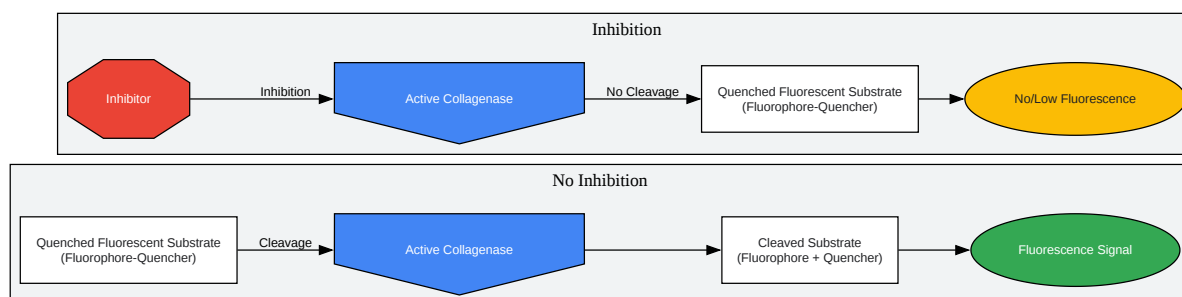 Inhibition
Inhibitor
Inhibition
Active Collagenase
No Cleavage
Quenched Fluorescent Substrate
(Fluorophore-Quencher)
No/Low Fluorescence
No Inhibition
Quenched Fluorescent Substrate
(Fluorophore-Quencher)
Cleavage
Active Collagenase
Cleaved Substrate
(Fluorophore + Quencher)
Fluorescence Signal